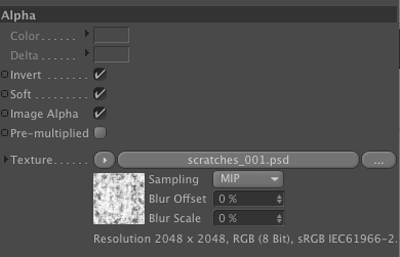 Alpha
Color
Delta
Invert
Soft
Image Alpha
Pre-multiplied
Texture scratches_001.psd ...
Sampling MIP
Blur Offset 0 %
Blur Scale 0 %
Resolution 2048 x 2048, RGB (8 Bit), sRGB IEC61966-2.